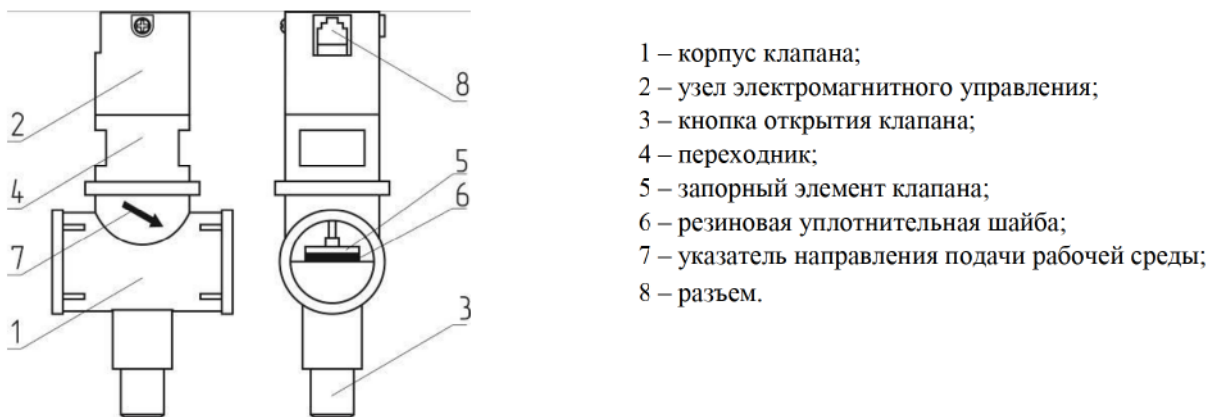 1 – корпус клапана;
2 – узел электромагнитного управления;
3 – кнопка открытия клапана;
4 – переходник;
5 – запорный элемент клапана;
6 – резиновая уплотнительная шайба;
7 – указатель направления подачи рабочей среды;
8 – разъем.
2
4
7
1
8
5
6
3